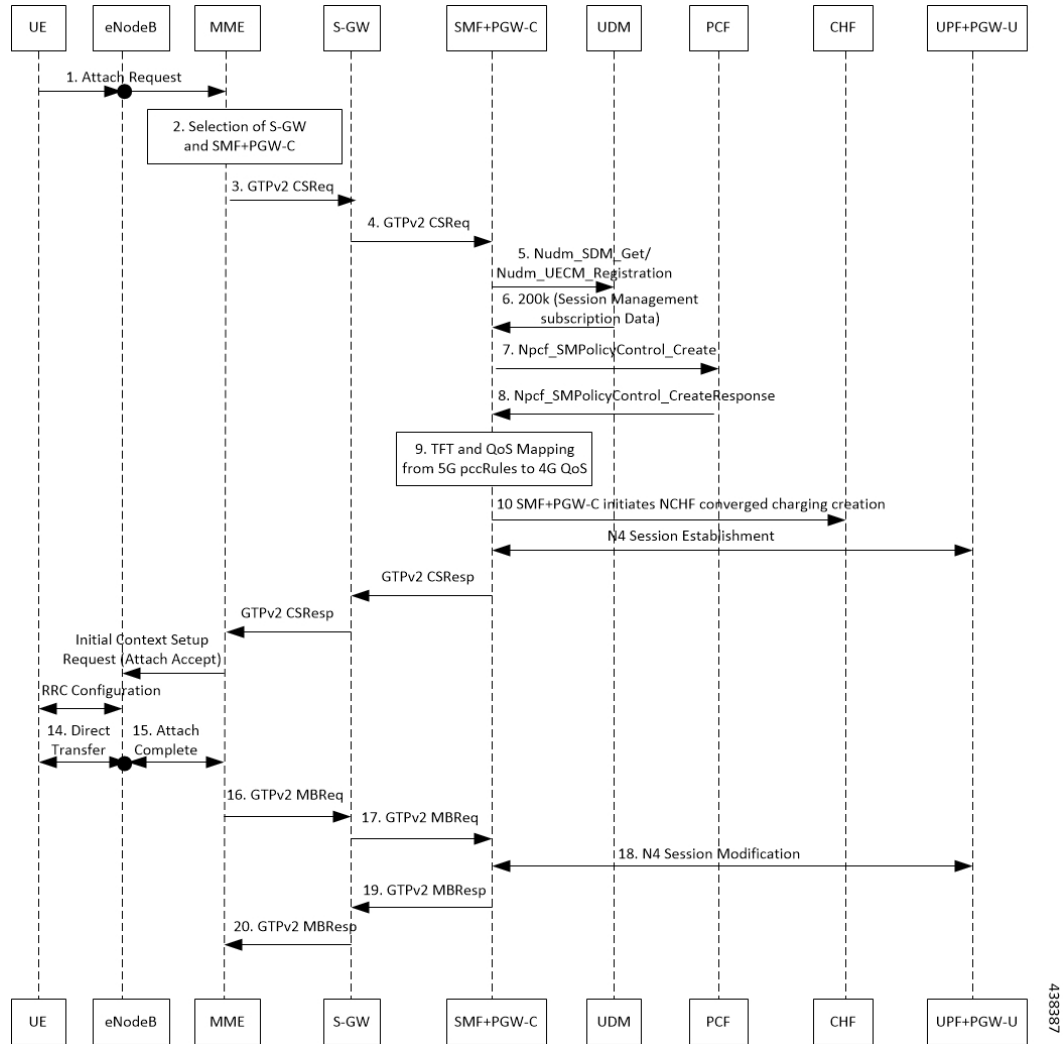 UE eNodeB MME S-GW SMF+PGW-C UDM PCF CHF UPF+PGW-U
1. Attach Request
2. Selection of S-GW
and SMF+PGW-C
3. GTPv2 CSReq
4. GTPv2 CSReq
5. Nudm_SDM_Get/
Nudm_UECM_Registration
6. 200k (Session Management
subscription Data)
7. Npcf_SMPolicyControl_Create
8. Npcf_SMPolicyControl_CreateResponse
9. TFT and QoS Mapping
from 5G pccRules to 4G QoS
10 SMF+PGW-C initiates NCHF converged charging creation
N4 Session Establishment
GTPv2 CSResp
GTPv2 CSResp
Initial Context Setup
Request (Attach Accept)
RRC Configuration
14. Direct
Transfer
15. Attach
Complete
16. GTPv2 MBReq
17. GTPv2 MBReq
18. N4 Session Modification
19. GTPv2 MBResp
20. GTPv2 MBResp
UE eNodeB MME S-GW SMF+PGW-C UDM PCF CHF UPF+PGW-U
438387